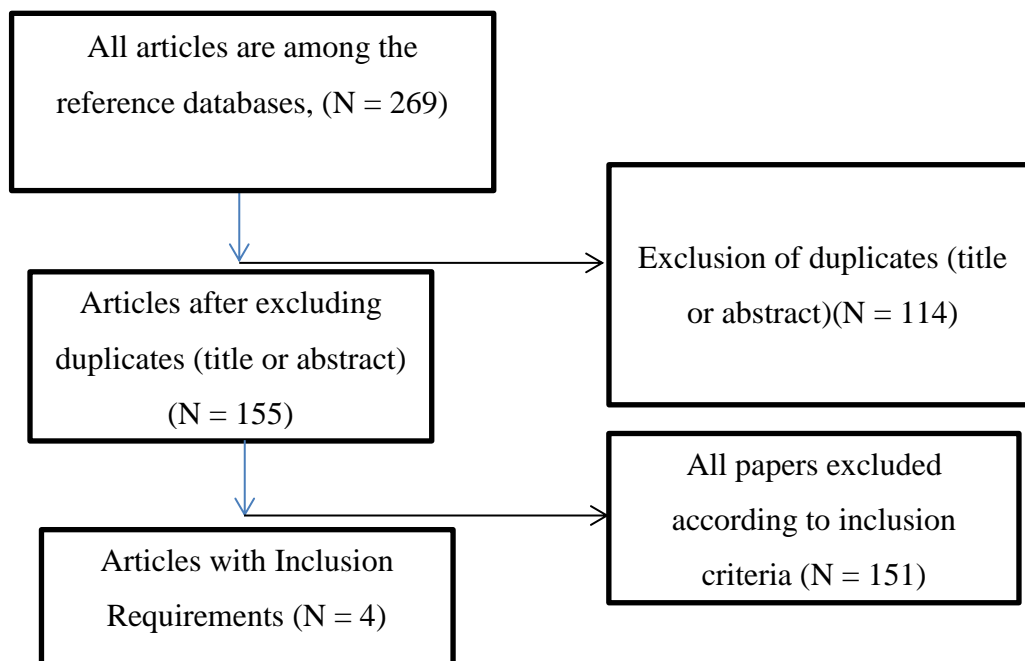 All articles are among the
reference databases, (N = 269)
Exclusion of duplicates (title
or abstract)(N = 114)
Articles after excluding
duplicates (title or abstract)
(N = 155)
All papers excluded
according to inclusion
criteria (N = 151)
Articles with Inclusion
Requirements (N = 4)